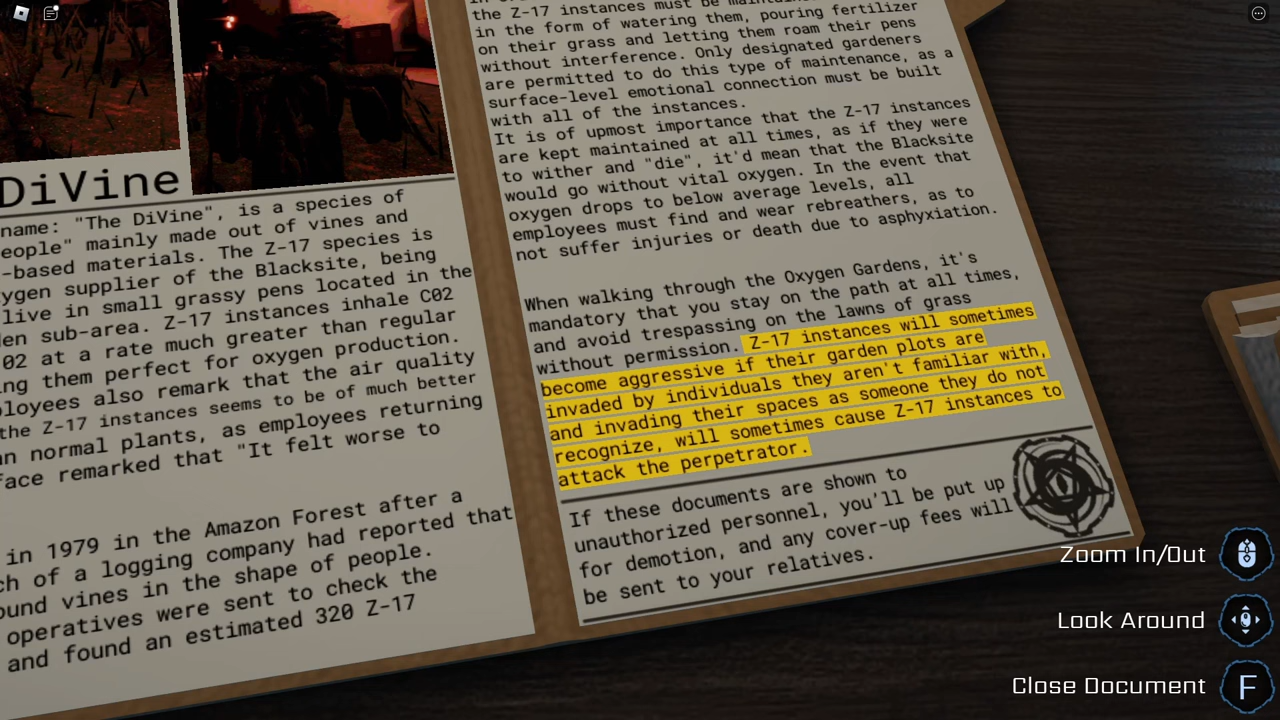 DiVine
name: "The DiVine", is a species of
eople" mainly made out of vines and
-based materials. The Z-17 species is
ygen supplier of the Blacksite, being
live in small grassy pens located in the
den sub-area. Z-17 instances inhale C02
02 at a rate much greater than regular
ng them perfect for oxygen production.
ployees also remark that the air quality
the Z-17 instances seems to be of much better
an normal plants, as employees returning
face remarked that "It felt worse to
in 1979 in the Amazon Forest after a
ch of a logging company had reported that
ound vines in the shape of people.
operatives were sent to check the
and found an estimated 320 Z-17
the Z-17 instances must be
in the form of watering them, pouring fertilizer
on their grass and letting them roam their pens
without interference. Only designated gardeners
are permitted to do this type of maintenance, as a
surface-level emotional connection must be built
with all of the instances.
It is of upmost importance that the Z-17 instances
are kept maintained at all times, as if they were
to wither and "die", it'd mean that the Blacksite
would go without vital oxygen. In the event that
oxygen drops to below average levels, all
employees must find and wear rebreathers, as to
not suffer injuries or death due to asphyxiation.
When walking through the Oxygen Gardens, it's
mandatory that you stay on the path at all times,
and avoid trespassing on the lawns of grass
without permission. Z-17 instances will sometimes
become aggressive if their garden plots are
invaded by individuals they aren't familiar with,
and invading their spaces as someone they do not
recognize, will sometimes cause Z-17 instances to
attack the perpetrator.
If these documents are shown to
unauthorized personnel, you'll be put up
for demotion, and any cover-up fees will
be sent to your relatives.
Zoom In/Out
Look Around
Close Document F